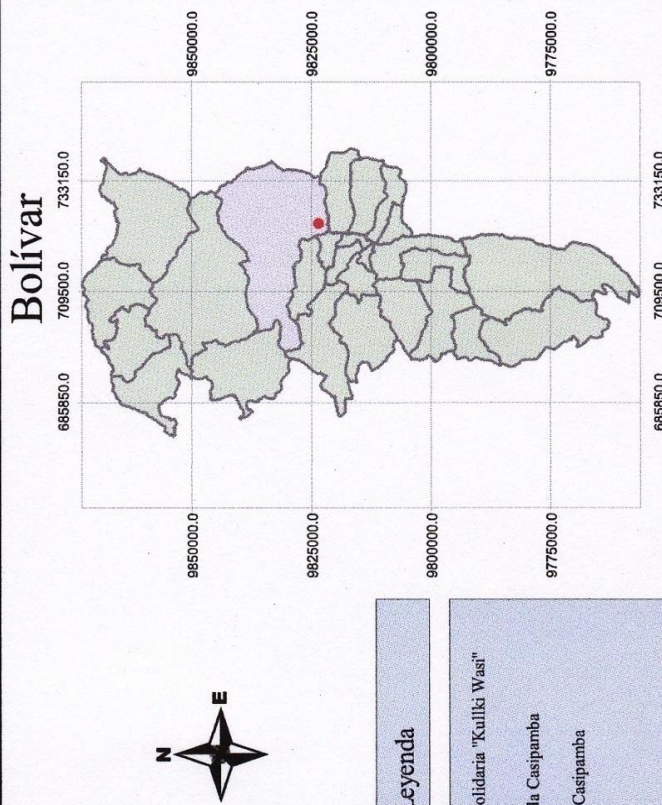 Bolívar
685850.0 709500.0 733150.0
9850000.0 9850000.0
N
E
9825000.0 9825000.0
eyenda
9800000.0 9800000.0
olidaria "Kullki Wasi"
la Casipamba
9775000.0 9775000.0
Casipamba
685850.0 709500.0 733150.0